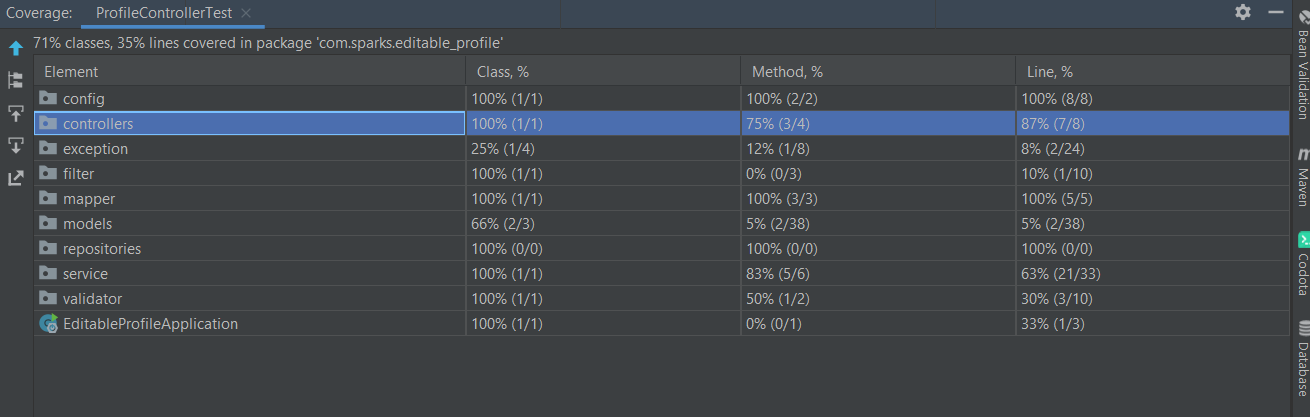 Coverage: ProfileControllerTest
71% classes, 35% lines covered in package 'com.sparks.editable_profile'
Element Class, % Method, % Line, %
config 100% (1/1) 100% (2/2) 100% (8/8)
controllers 100% (1/1) 75% (3/4) 87% (7/8)
exception 25% (1/4) 12% (1/8) 8% (2/24)
filter 100% (1/1) 0% (0/3) 10% (1/10)
mapper 100% (1/1) 100% (3/3) 100% (5/5)
models 66% (2/3) 5% (2/38) 5% (2/38)
repositories 100% (0/0) 100% (0/0) 100% (0/0)
service 100% (1/1) 83% (5/6) 63% (21/33)
validator 100% (1/1) 50% (1/2) 30% (3/10)
EditableProfileApplication 100% (1/1) 0% (0/1) 33% (1/3)
Bean Validation
Maven
Codota
Database